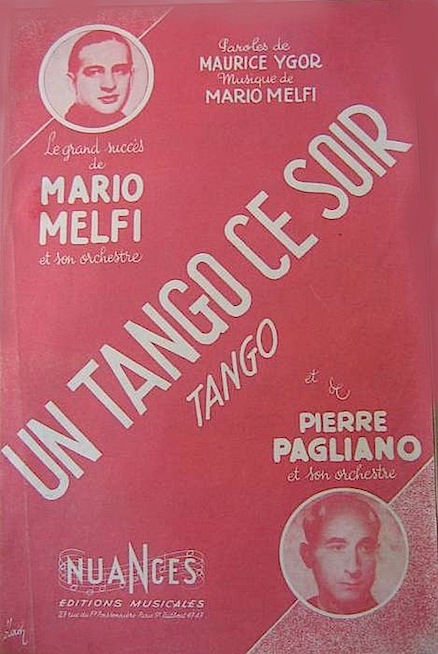 Paroles de
MAURICE YGOR
Musique de
MARIO MELFI
Le grand succès
de
MARIO
MELFI
et son orchestre
UN TANGO CE SOIR
TANGO
et de
PIERRE
PAGLIANO
et son orchestre
NUANCES
EDITIONS MUSICALES